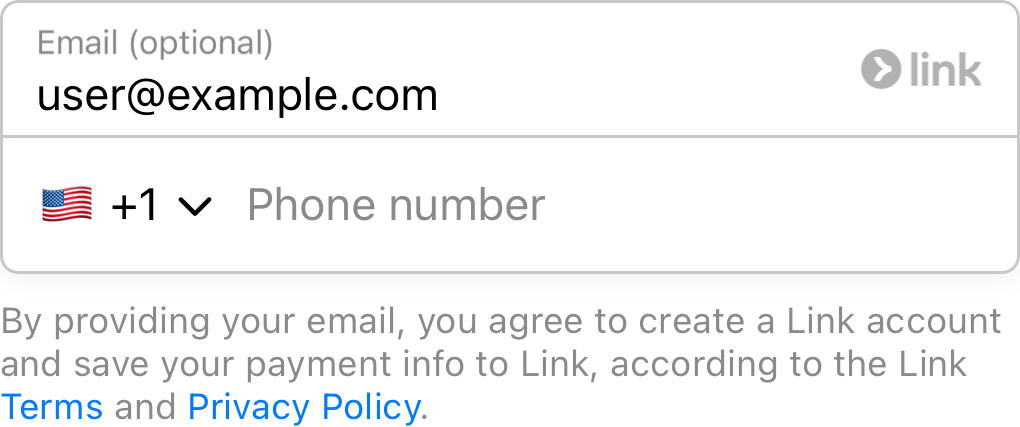 Email (optional)
user@example.com
link
+1 Phone number
By providing your email, you agree to create a Link account
and save your payment info to Link, according to the Link
Terms and Privacy Policy.